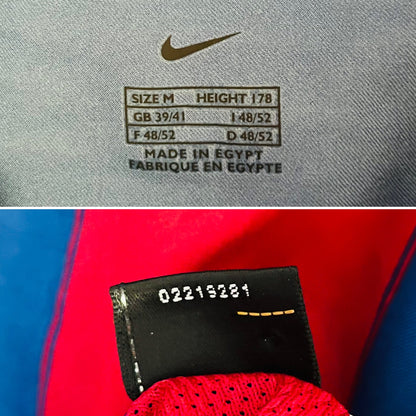 SIZE M HEIGHT 178
GB 39/41 I 48/52
F 48/52 D 48/52
MADE IN EGYPT
FABRIQUE EN EGYPTE
02219281